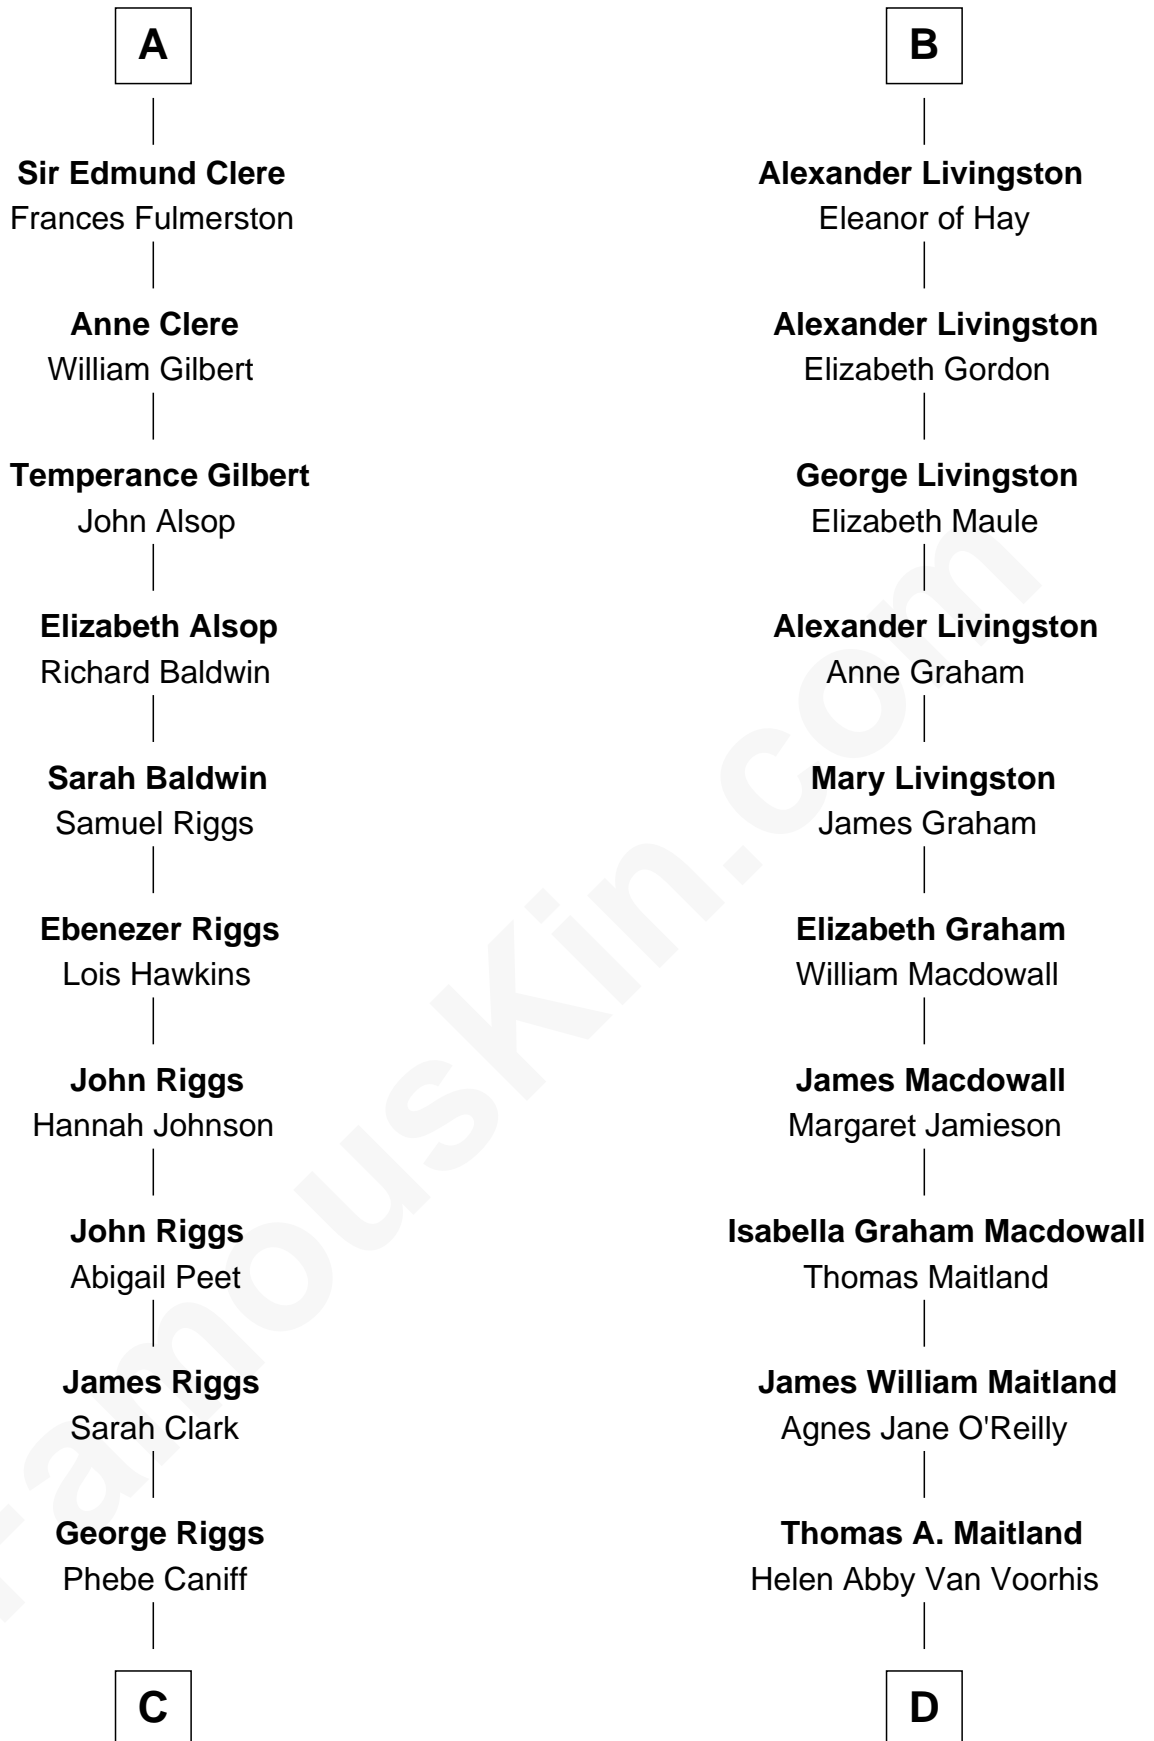 A
Sir Edmund Clere
Frances Fulmerston
Anne Clere
William Gilbert
Temperance Gilbert
John Alsop
Elizabeth Alsop
Richard Baldwin
Sarah Baldwin
Samuel Riggs
Ebenezer Riggs
Lois Hawkins
John Riggs
Hannah Johnson
John Riggs
Abigail Peet
James Riggs
Sarah Clark
George Riggs
Phebe Caniff
C
B
Alexander Livingston
Eleanor of Hay
Alexander Livingston
Elizabeth Gordon
George Livingston
Elizabeth Maule
Alexander Livingston
Anne Graham
Mary Livingston
James Graham
Elizabeth Graham
William Macdowall
James Macdowall
Margaret Jamieson
Isabella Graham Macdowall
Thomas Maitland
James William Maitland
Agnes Jane O'Reilly
Thomas A. Maitland
Helen Abby Van Voorhis
D
FamousKin.com